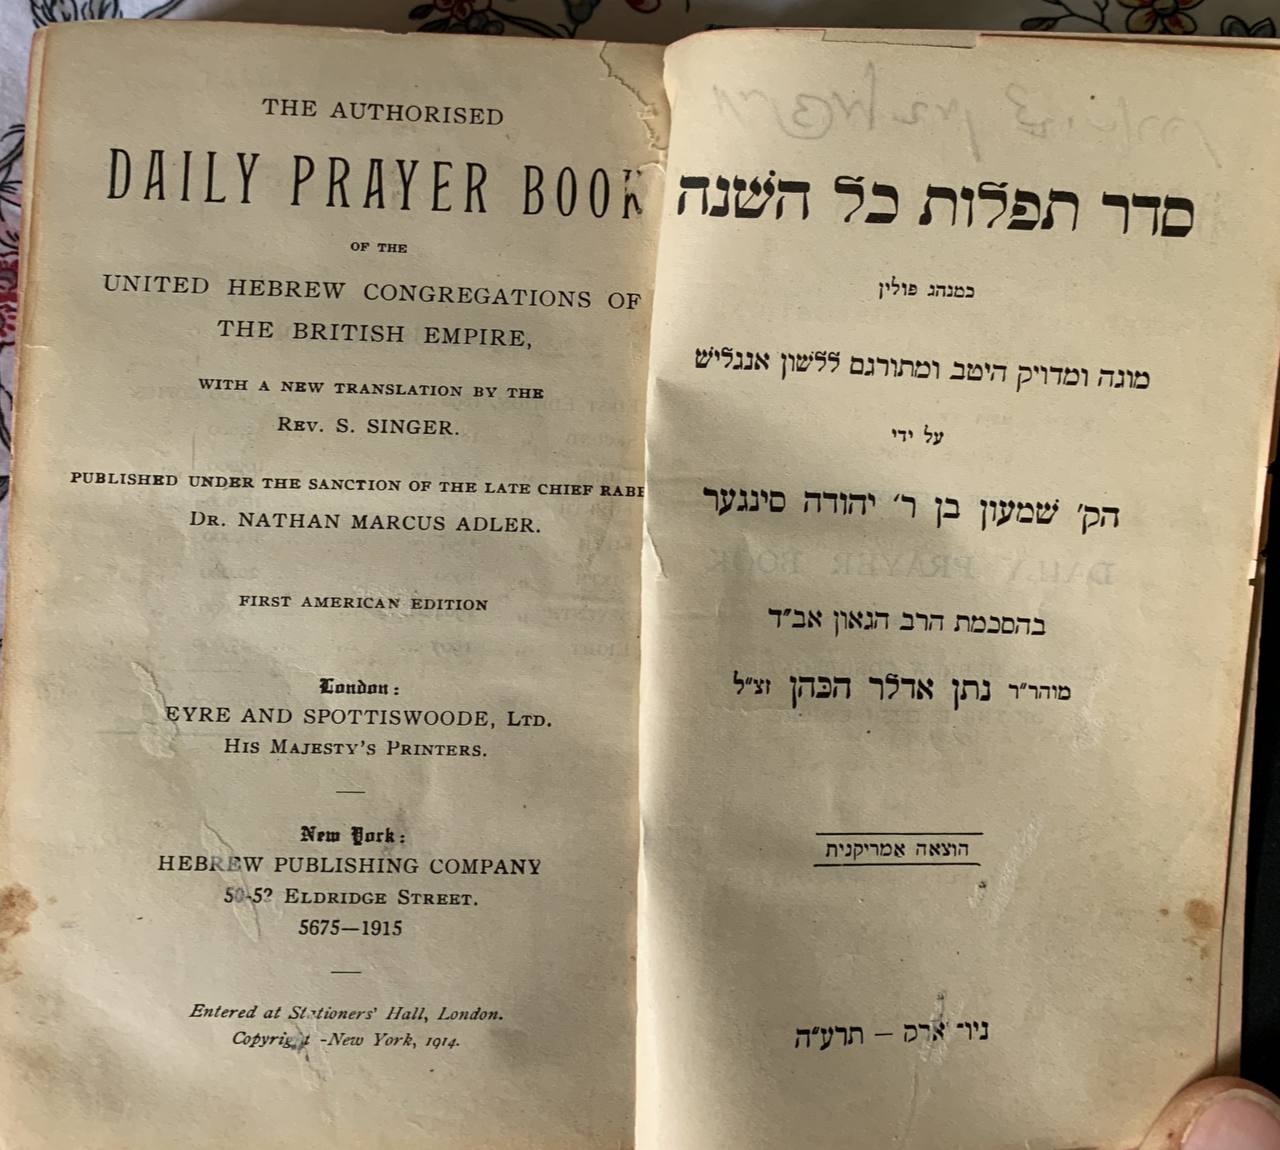 THE AUTHORISED
DAILY PRAYER BOOK
OF THE
UNITED HEBREW CONGREGATIONS OF
THE BRITISH EMPIRE,
WITH A NEW TRANSLATION BY THE
REV. S. SINGER.
PUBLISHED UNDER THE SANCTION OF THE LATE CHIEF RABB
DR. NATHAN MARCUS ADLER.
FIRST AMERICAN EDITION
London:
EYRE AND SPOTTISWOODE, LTD.
HIS MAJESTY'S PRINTERS.
New York:
HEBREW PUBLISHING COMPANY
50-52 ELDRIDGE STREET.
5675—1915
Entered at Stationers' Hall, London.
Copyright -New York, 1914.
סדר תפלות כל השנה
כמנהג פולין
מוגה ומדויק היטב ומתורגם ללשון אנגליש
על ידי
הק' שמעון בן ר' יהודה סינגער
בהסכמת הרב הגאון אב"ד
מוהר"ר נתן אדלר הכהן זצ"ל
הוצאה אמריקנית
ניו־יארק — תרע"ה